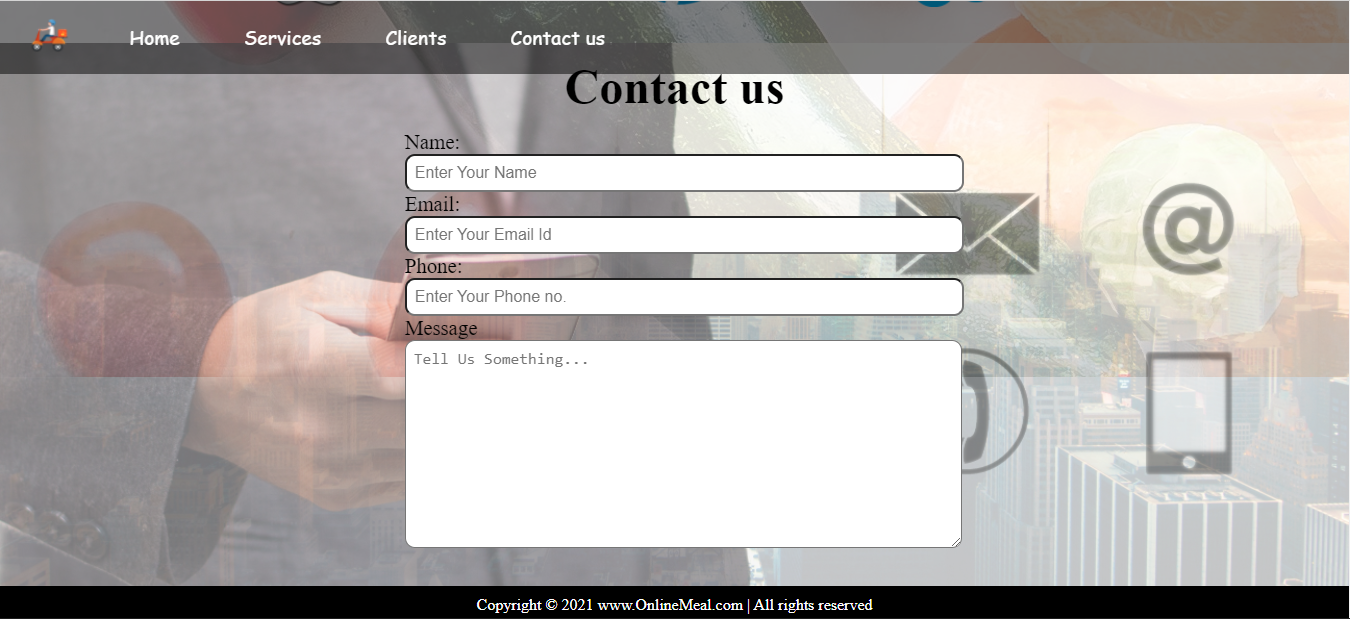 Home Services Clients Contact us
Contact us
Name:
Enter Your Name
Email:
Enter Your Email Id
@
Phone:
Enter Your Phone no.
Message
Tell Us Something...
Copyright © 2021 www.OnlineMeal.com | All rights reserved